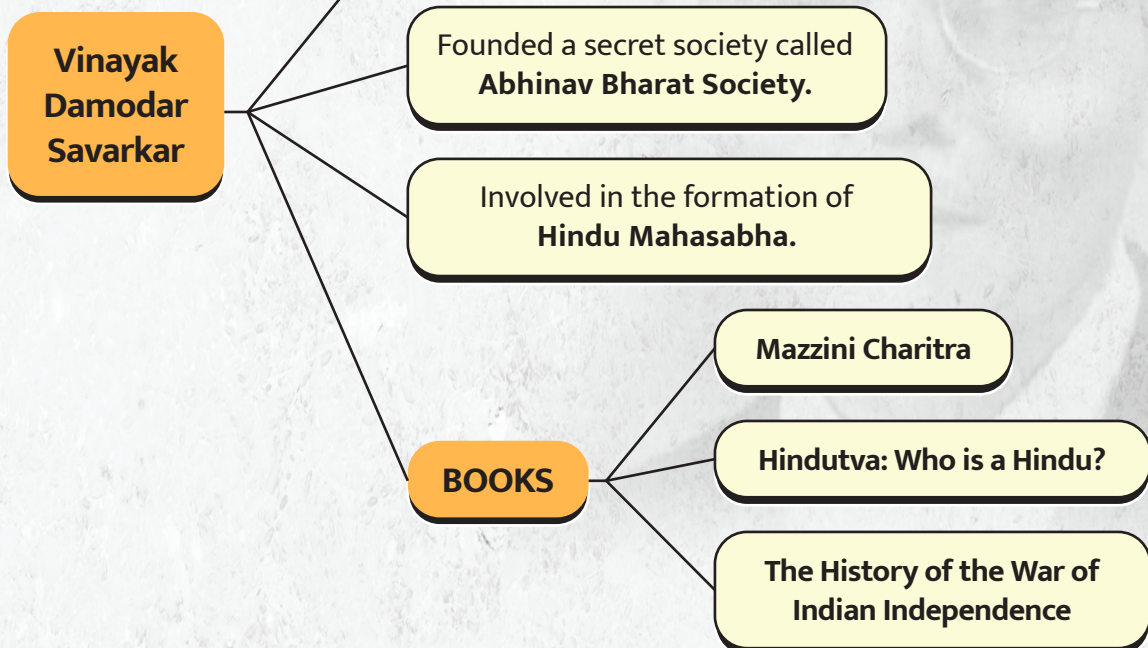 Vinayak
Damodar
Savarkar
Founded a secret society called
Abhinav Bharat Society.
Involved in the formation of
Hindu Mahasabha.
BOOKS
Mazzini Charitra
Hindutva: Who is a Hindu?
The History of the War of
Indian Independence